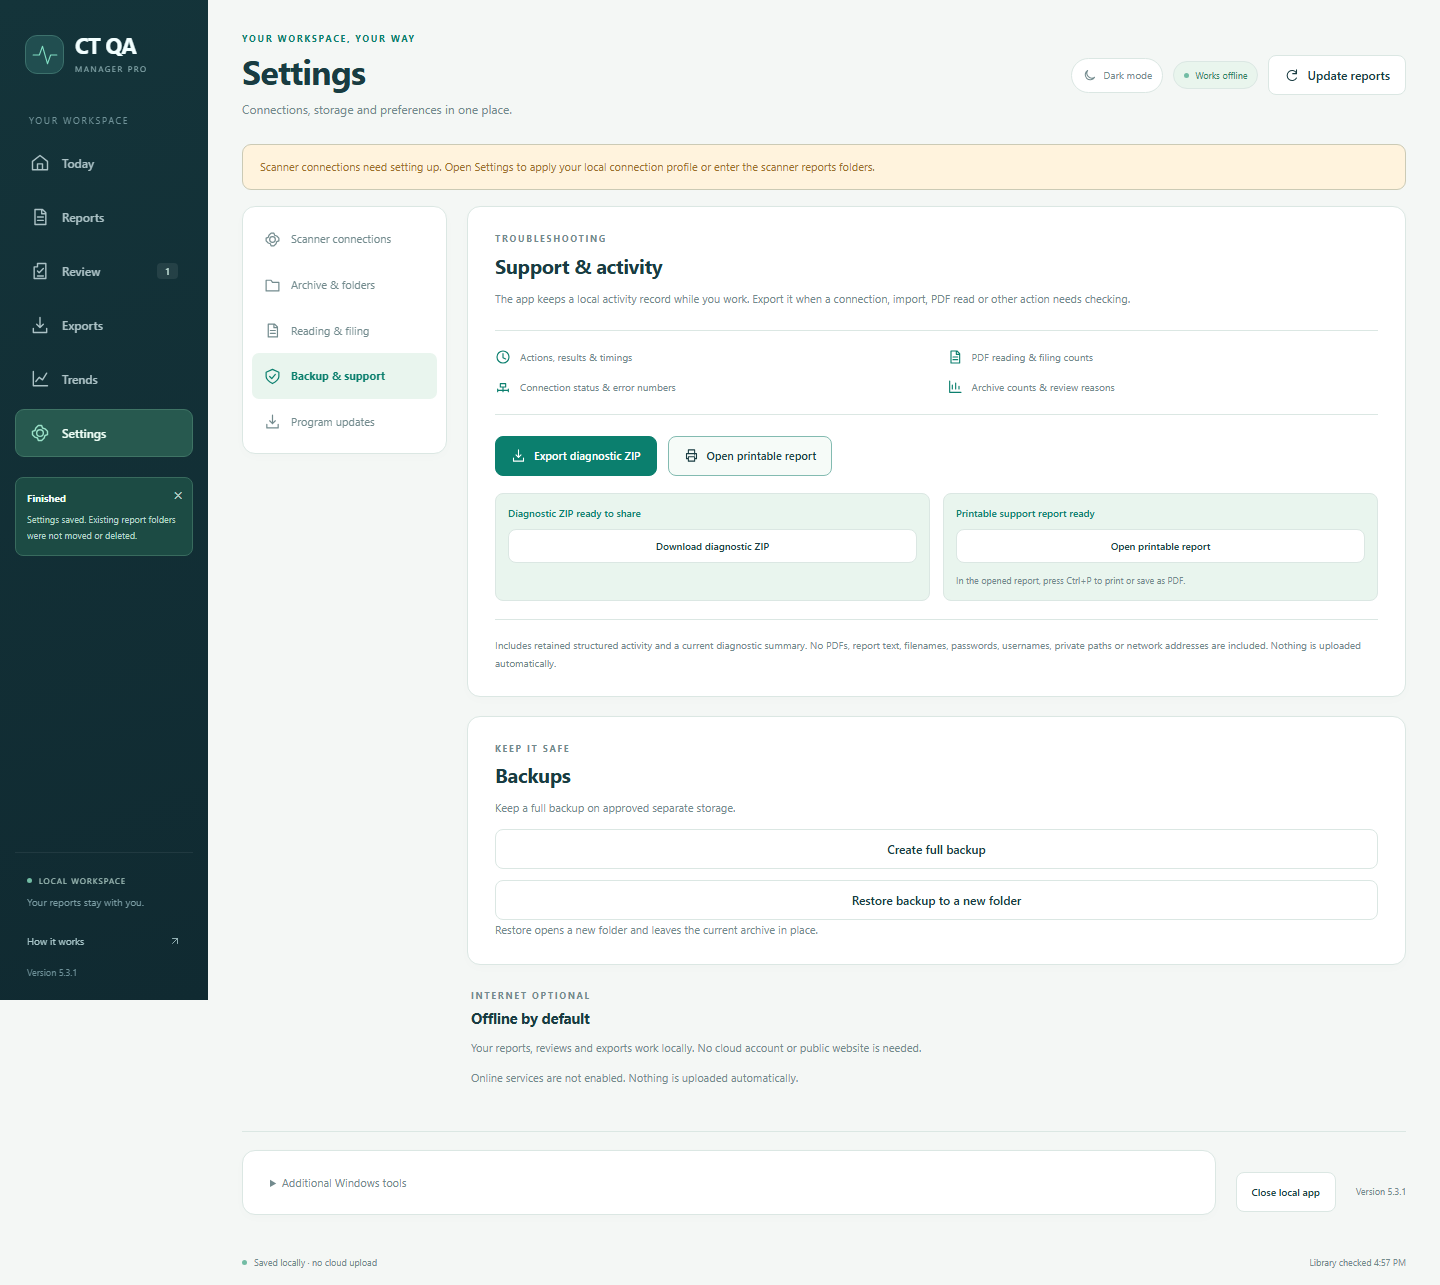 CT QA
MANAGER PRO
YOUR WORKSPACE
Today
Reports
Review 1
Exports
Trends
Settings
Finished
Settings saved. Existing report folders
were not moved or deleted.
LOCAL WORKSPACE
Your reports stay with you.
How it works
Version 5.3.1
YOUR WORKSPACE, YOUR WAY
Settings
Connections, storage and preferences in one place.
Dark mode
Works offline
Update reports
Scanner connections need setting up. Open Settings to apply your local connection profile or enter the scanner reports folders.
Scanner connections
Archive & folders
Reading & filing
Backup & support
Program updates
TROUBLESHOOTING
Support & activity
The app keeps a local activity record while you work. Export it when a connection, import, PDF read or other action needs checking.
Actions, results & timings
PDF reading & filing counts
Connection status & error numbers
Archive counts & review reasons
Export diagnostic ZIP
Open printable report
Diagnostic ZIP ready to share
Download diagnostic ZIP
Printable support report ready
Open printable report
In the opened report, press Ctrl+P to print or save as PDF.
Includes retained structured activity and a current diagnostic summary. No PDFs, report text, filenames, passwords, usernames, private paths or network addresses are included. Nothing is uploaded
automatically.
KEEP IT SAFE
Backups
Keep a full backup on approved separate storage.
Create full backup
Restore backup to a new folder
Restore opens a new folder and leaves the current archive in place.
INTERNET OPTIONAL
Offline by default
Your reports, reviews and exports work locally. No cloud account or public website is needed.
Online services are not enabled. Nothing is uploaded automatically.
Additional Windows tools
Close local app
Version 5.3.1
Saved locally · no cloud upload
Library checked 4:57 PM